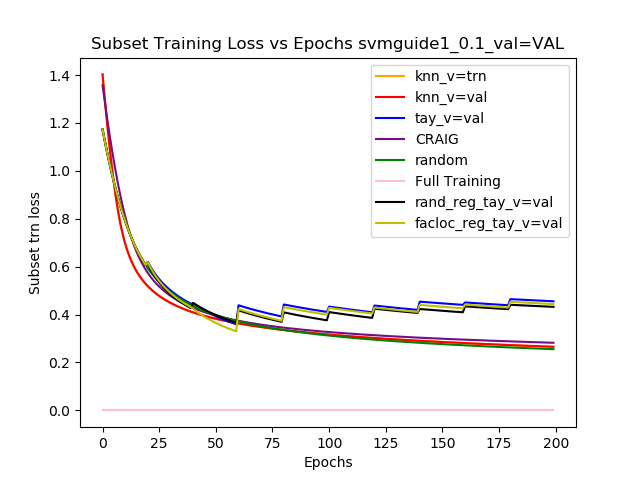 Subset Training Loss vs Epochs svmguide1_0.1_val=VAL
knn_v=trn
knn_v=val
tay_v=val
CRAIG
random
Full Training
rand_reg_tay_v=val
facloc_reg_tay_v=val
1.4
1.2
1.0
0.8
0.6
0.4
0.2
0.0
Subset trn loss
0 25 50 75 100 125 150 175 200
Epochs